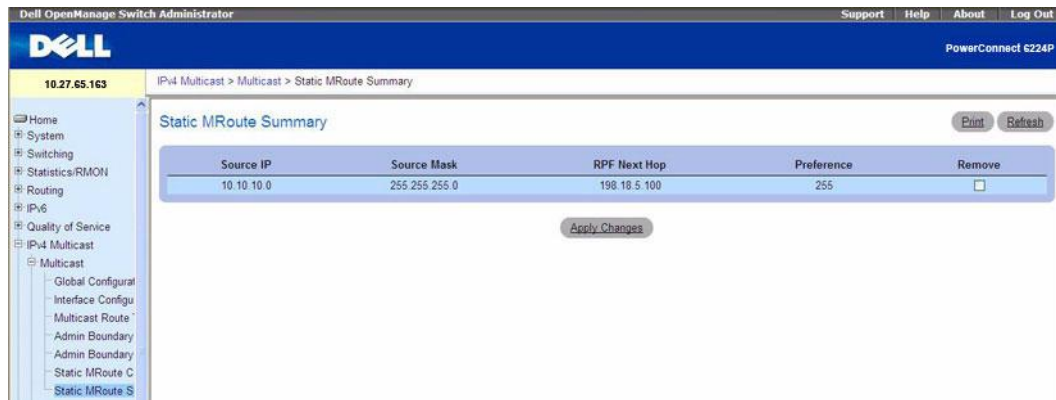 Dell OpenManage Switch Administrator Support Help About Log Out
DELL
PowerConnect 6224P
10.27.65.163
IPv4 Multicast > Multicast > Static MRoute Summary
Home
System
Switching
Statistics/RMON
Routing
IPv6
Quality of Service
IPv4 Multicast
Multicast
Global Configurat
Interface Configu
Multicast Route
Admin Boundary
Admin Boundary
Static MRoute C
Static MRoute S
Static MRoute Summary
Print Refresh
Source IP Source Mask RPF Next Hop Preference Remove
10.10.10.0 255.255.255.0 198.18.5.100 255
Apply Changes